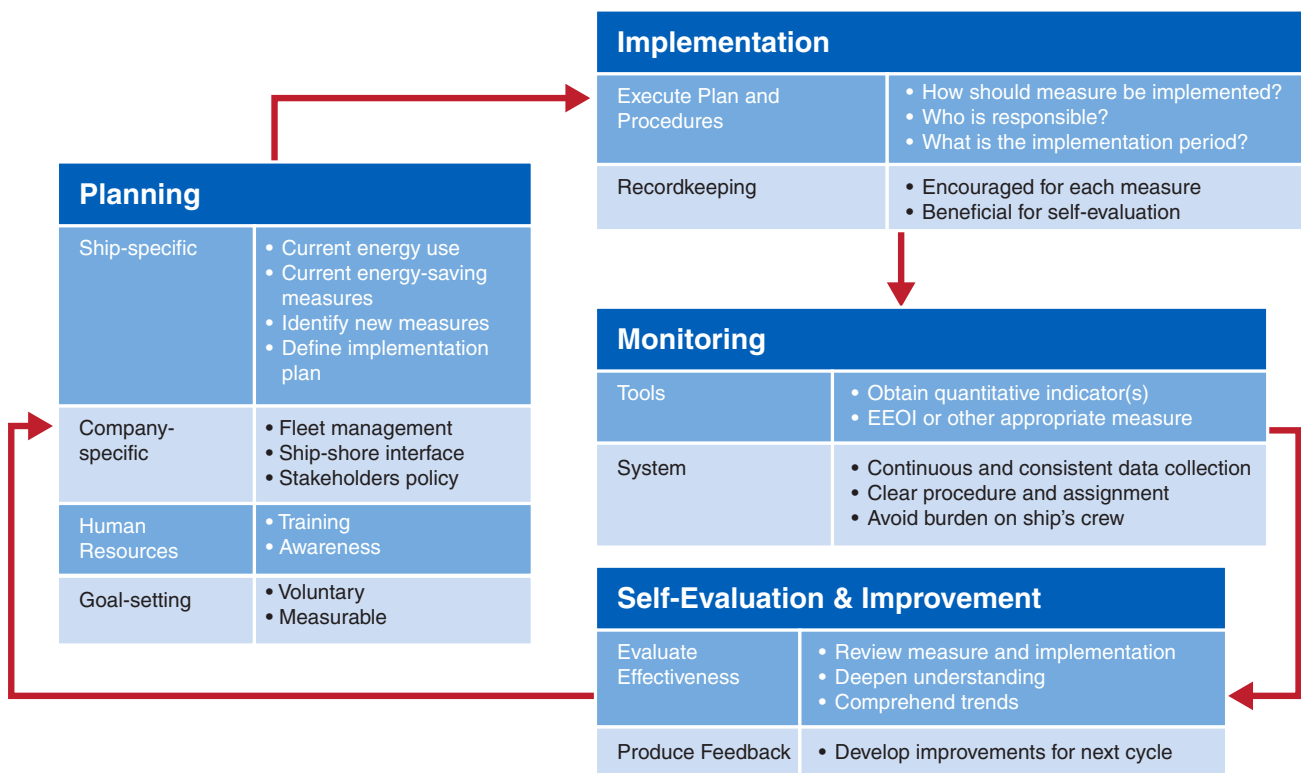 Planning
Ship-specific
• Current energy use
• Current energy-saving
measures
• Identify new measures
• Define implementation
plan
Company-
specific
• Fleet management
• Ship-shore interface
• Stakeholders policy
Human
Resources
• Training
• Awareness
Goal-setting
• Voluntary
• Measurable
Implementation
Execute Plan and
Procedures
• How should measure be implemented?
• Who is responsible?
• What is the implementation period?
Recordkeeping
• Encouraged for each measure
• Beneficial for self-evaluation
Monitoring
Tools
• Obtain quantitative indicator(s)
• EEOI or other appropriate measure
System
• Continuous and consistent data collection
• Clear procedure and assignment
• Avoid burden on ship's crew
Self-Evaluation & Improvement
Evaluate
Effectiveness
• Review measure and implementation
• Deepen understanding
• Comprehend trends
Produce Feedback
• Develop improvements for next cycle